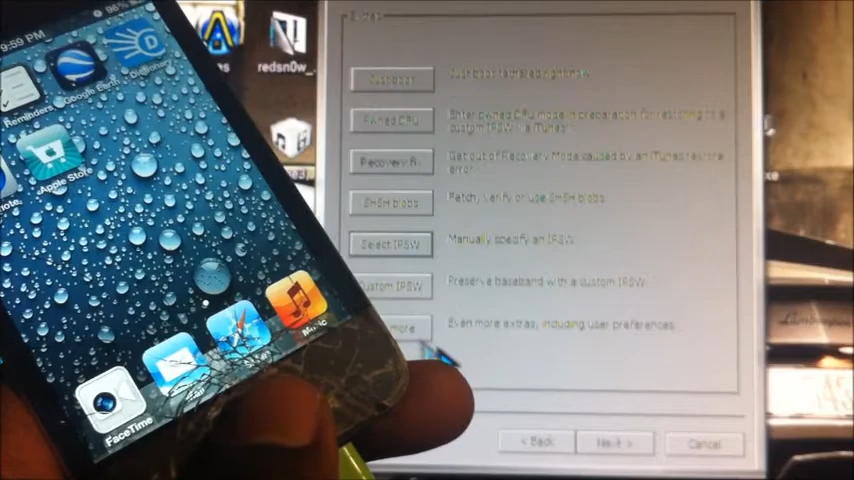 9:59 PM
96%
Reminders
Google Earth
Dictionary
App Store
FaceTime
Music
redsn0w_
Extras
Just boot
Just boot tethered right now
Pwned DFU
Enter pwned DFU mode in preparation for restoring to a
custom IPSW via iTunes
Recovery fix
Get out of Recovery Mode caused by an iTunes restore
error
SHSH blobs
Fetch, verify or use SHSH blobs
Select IPSW
Manually specify an IPSW
Custom IPSW
Preserve baseband with a custom IPSW
more
Even more extras, including user preferences
< Back
Next >
Cancel
Lamborghini